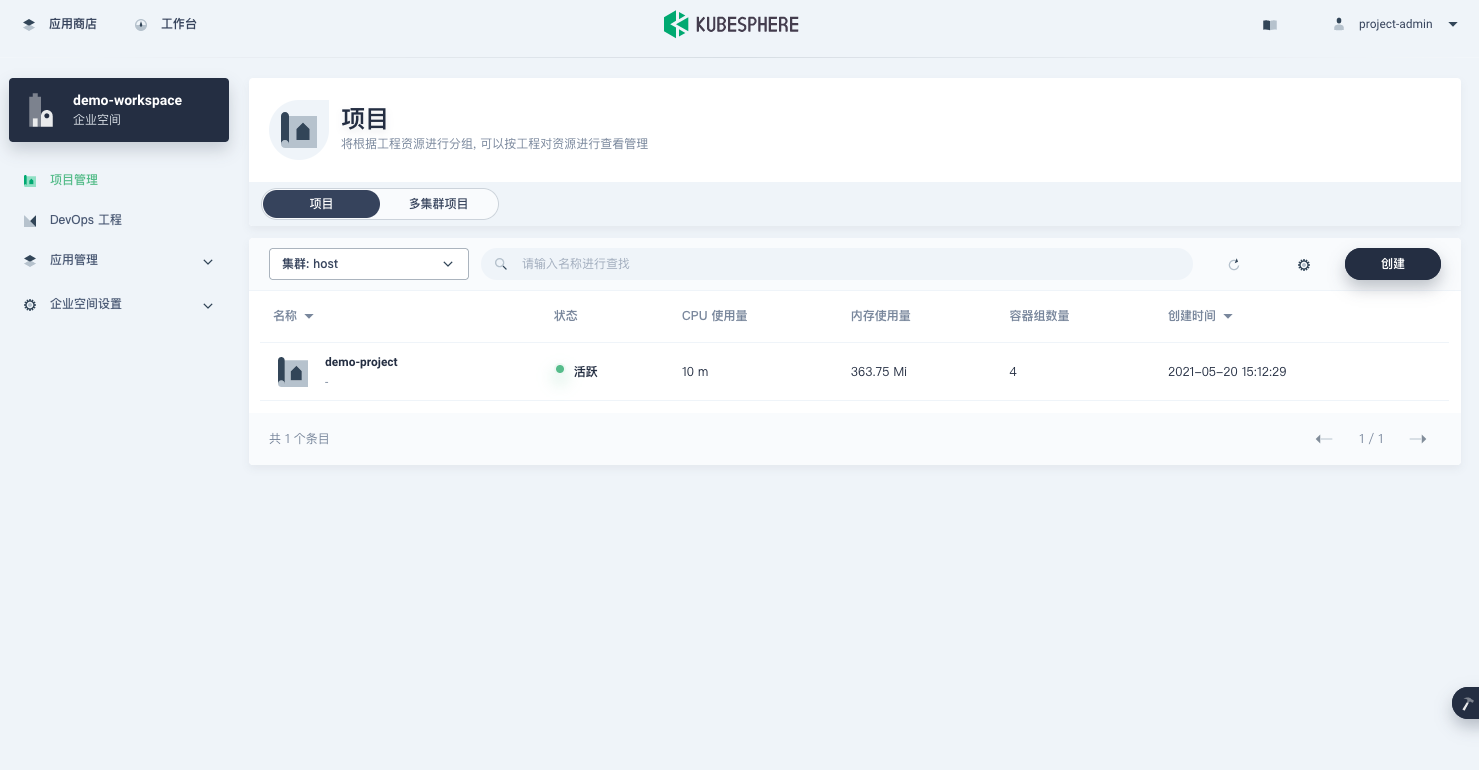 应用商店
工作台
KUBESPHERE
project-admin
demo-workspace
企业空间
项目管理
DevOps 工程
应用管理
企业空间设置
项目
将根据工程资源进行分组, 可以按工程对资源进行查看管理
项目
多集群项目
集群: host
请输入名称进行查找
创建
名称
状态
CPU 使用量
内存使用量
容器组数量
创建时间
demo-project
-
活跃
10 m
363.75 Mi
4
2021-05-20 15:12:29
共 1 个条目
1 / 1